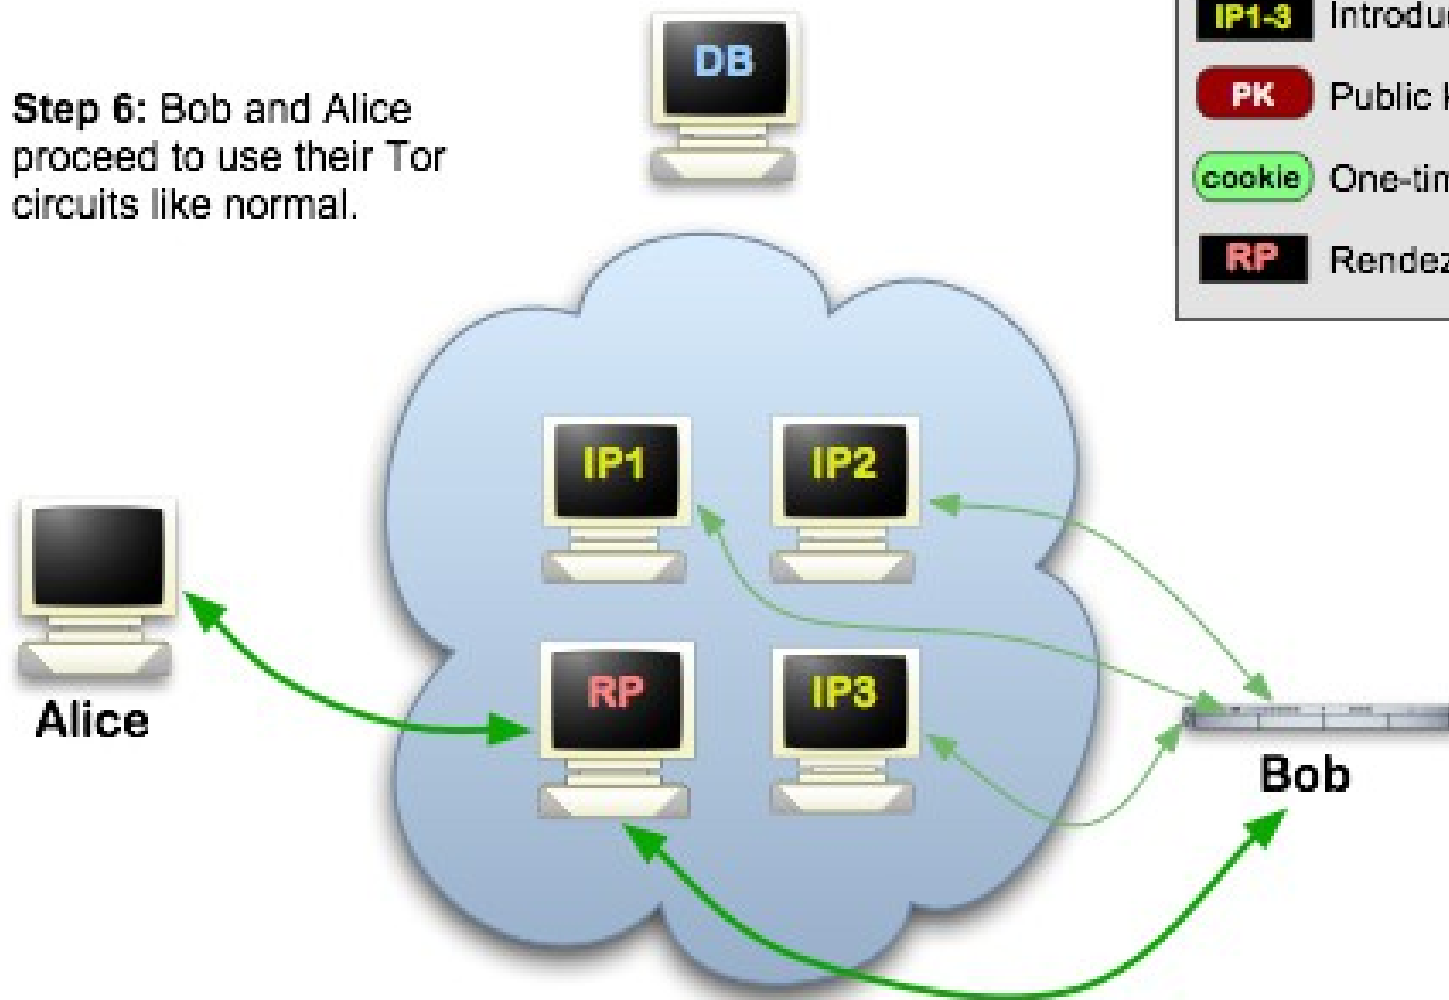 Step 6: Bob and Alice
proceed to use their Tor
circuits like normal.
DB
IP1-3
PK Public
cookie
RP
IP1
IP2
RP
IP3
Alice
Bob